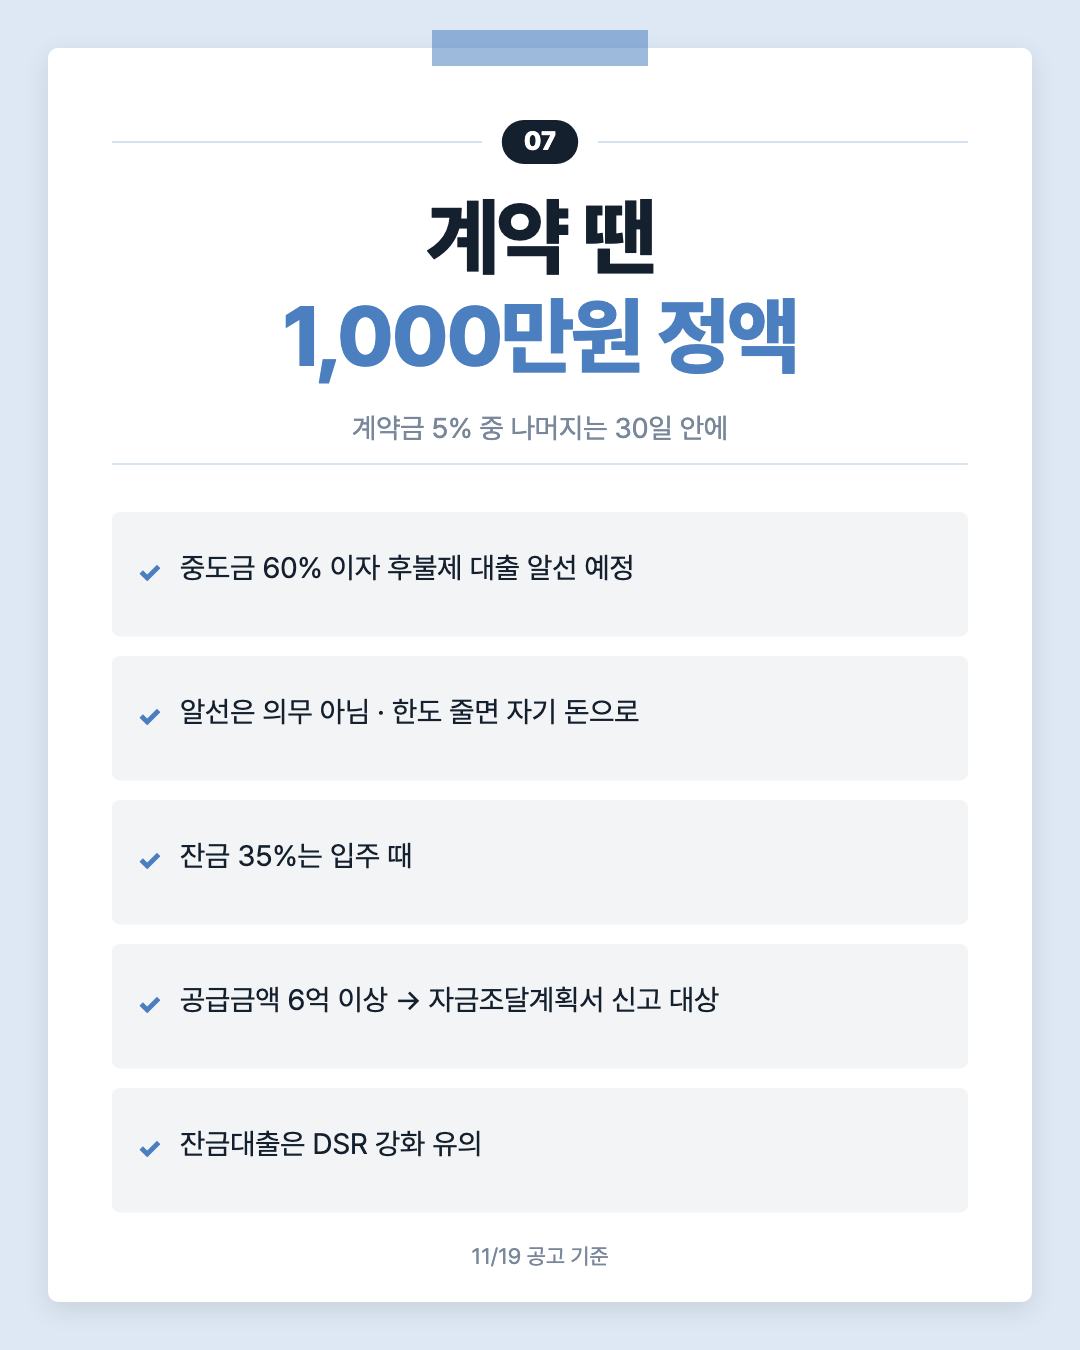 07
계약 땐
1,000만원 정액
계약금 5% 중 나머지는 30일 안에
중도금 60% 이자 후불제 대출 알선 예정
알선은 의무 아님 · 한도 줄면 자기 돈으로
잔금 35%는 입주 때
공급금액 6억 이상 → 자금조달계획서 신고 대상
잔금대출은 DSR 강화 유의
11/19 공고 기준